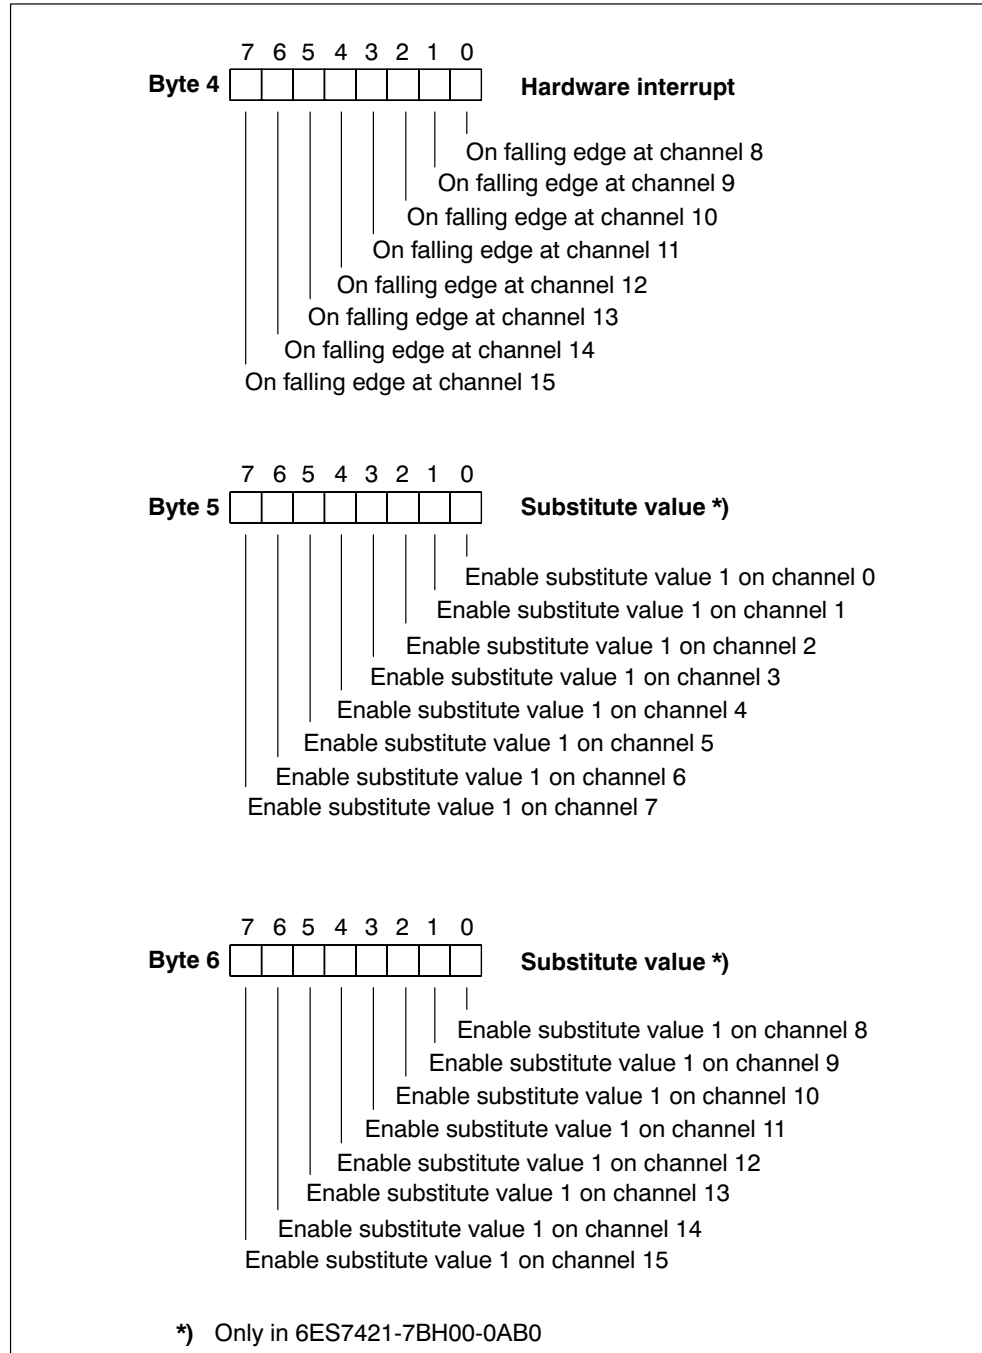 7 6 5 4 3 2 1 0
Byte 4 Hardware interrupt
On falling edge at channel 8
On falling edge at channel 9
On falling edge at channel 10
On falling edge at channel 11
On falling edge at channel 12
On falling edge at channel 13
On falling edge at channel 14
On falling edge at channel 15
7 6 5 4 3 2 1 0
Byte 5 Substitute value *)
Enable substitute value 1 on channel 0
Enable substitute value 1 on channel 1
Enable substitute value 1 on channel 2
Enable substitute value 1 on channel 3
Enable substitute value 1 on channel 4
Enable substitute value 1 on channel 5
Enable substitute value 1 on channel 6
Enable substitute value 1 on channel 7
7 6 5 4 3 2 1 0
Byte 6 Substitute value *)
Enable substitute value 1 on channel 8
Enable substitute value 1 on channel 9
Enable substitute value 1 on channel 10
Enable substitute value 1 on channel 11
Enable substitute value 1 on channel 12
Enable substitute value 1 on channel 13
Enable substitute value 1 on channel 14
Enable substitute value 1 on channel 15
*) Only in 6ES7421-7BH00-0AB0